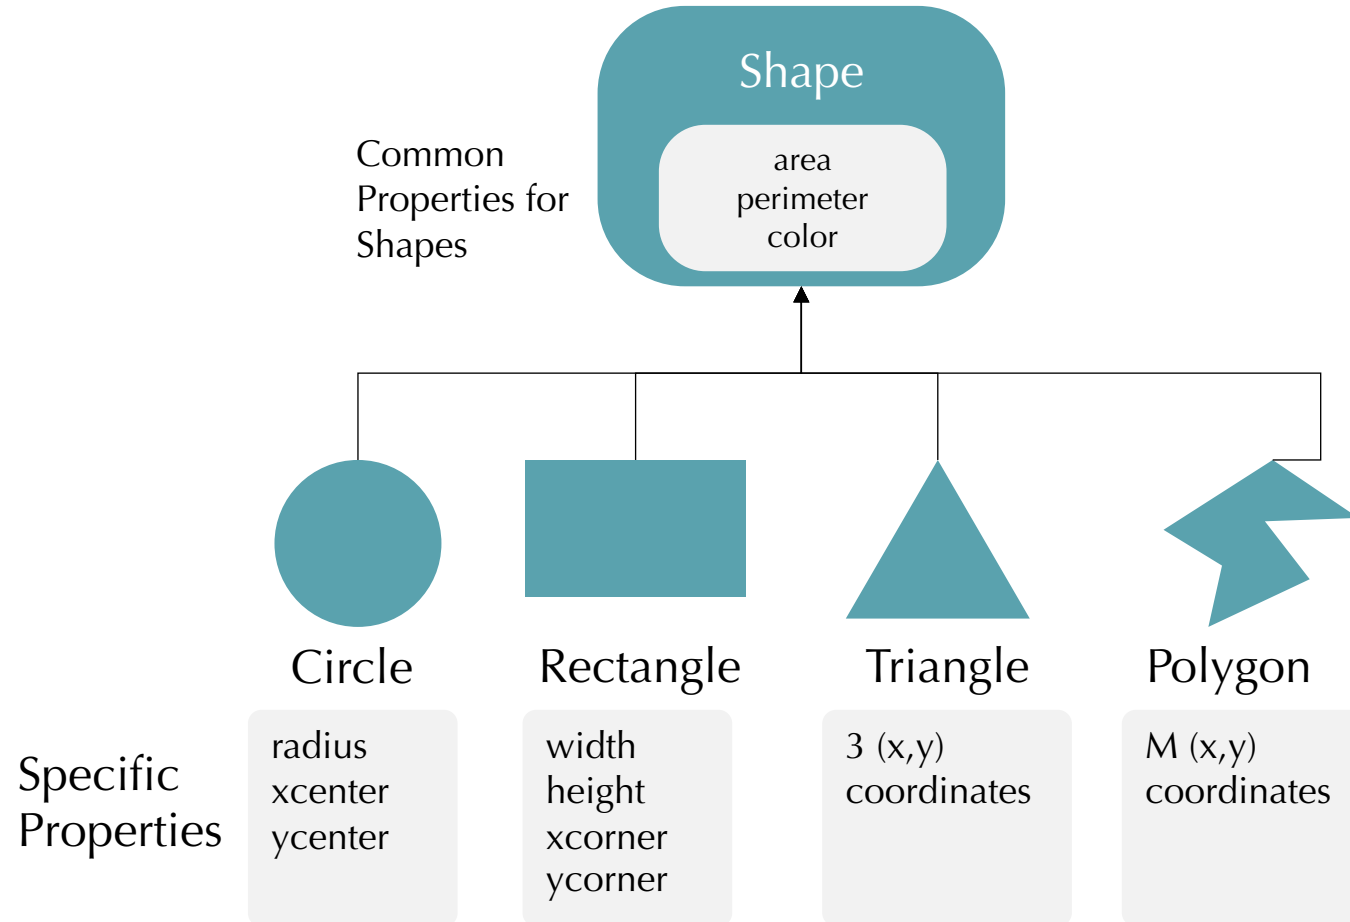 Shape
Common
Properties for
Shapes
area
perimeter
color
Circle
Rectangle
Triangle
Polygon
Specific
Properties
radius
xcenter
ycenter
width
height
xcorner
ycorner
3 (x,y)
coordinates
M (x,y)
coordinates